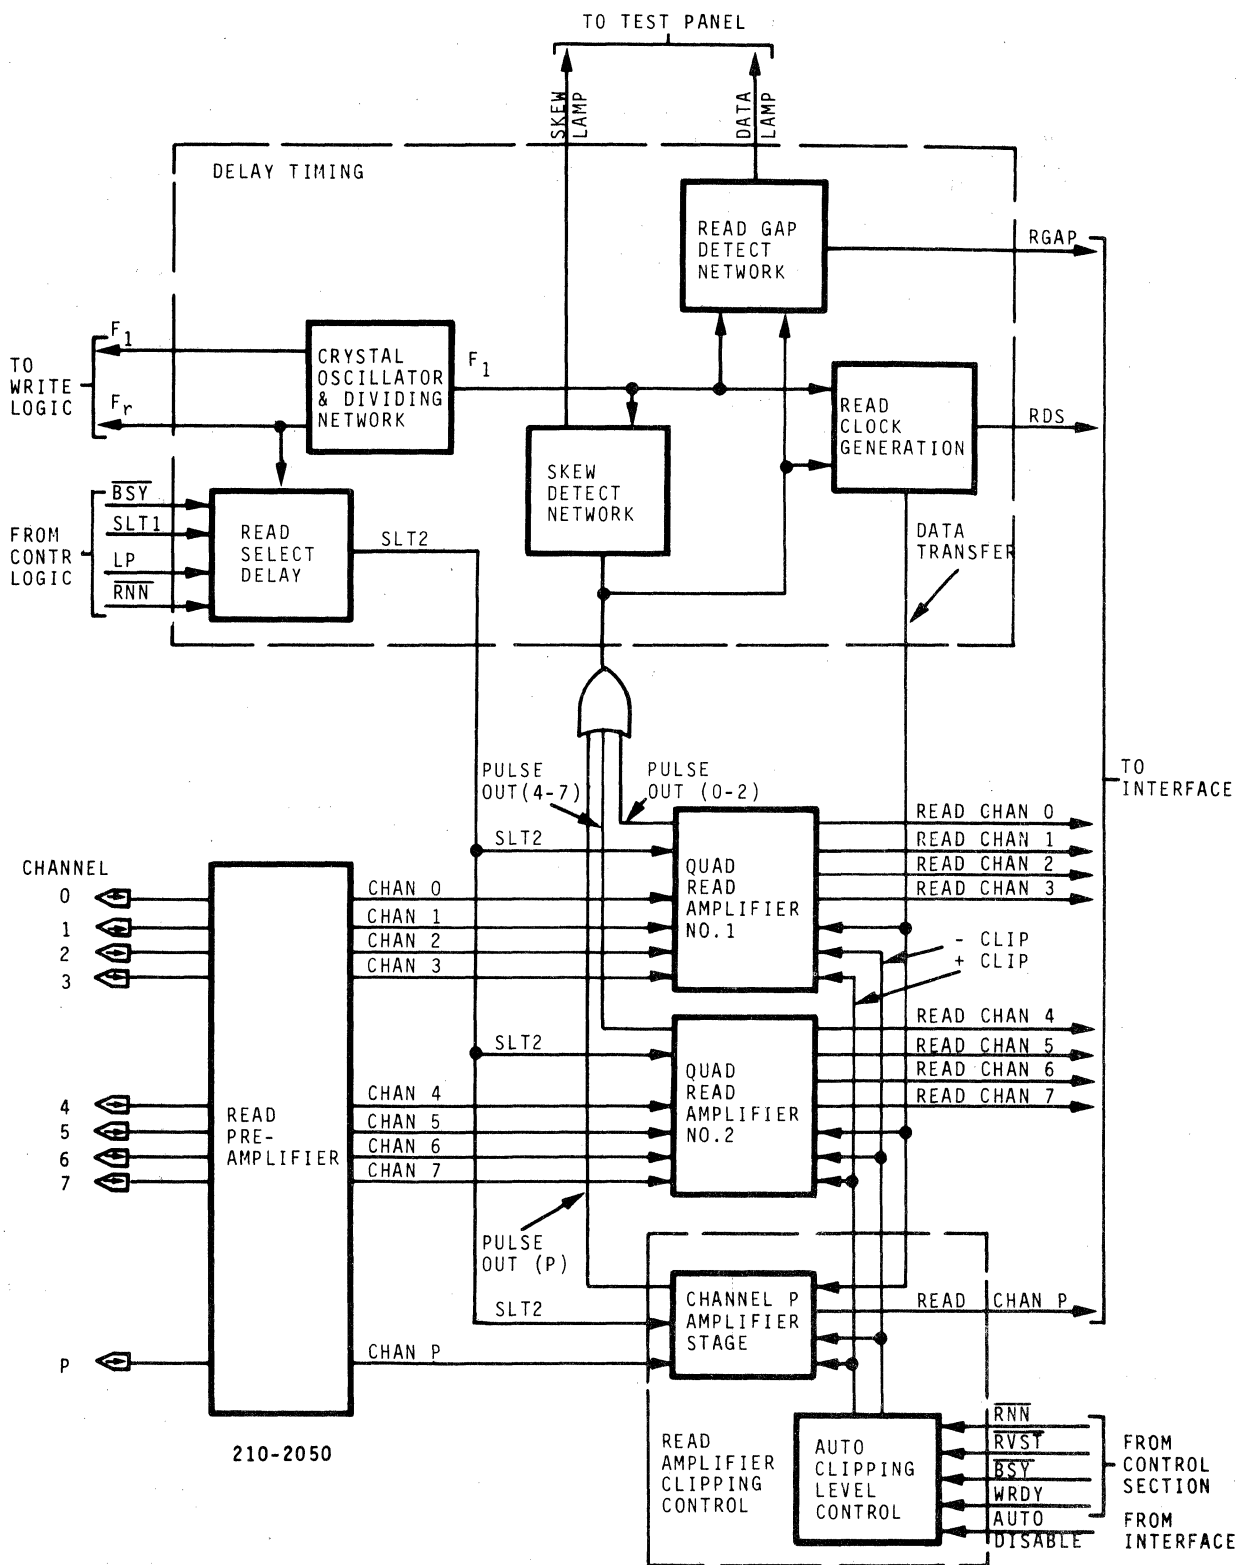 TO TEST PANEL
SKEW
LAMP
DATA
LAMP
DELAY TIMING
READ GAP
DETECT
NETWORK
RGAP
F1
TO
WRITE
LOGIC
Fr
CRYSTAL
OSCILLATOR
& DIVIDING
NETWORK
F1
READ
CLOCK
GENERATION
RDS
SKEW
DETECT
NETWORK
FROM
CONTR
LOGIC
B̅S̅Y̅
SLT1
LP
R̅N̅N̅
READ
SELECT
DELAY
SLT2
DATA
TRANSFER
PULSE
OUT(4-7)
PULSE
OUT (0-2)
TO
INTERFACE
SLT2
QUAD
READ
AMPLIFIER
NO.1
READ CHAN 0
READ CHAN 1
READ CHAN 2
READ CHAN 3
CHANNEL
0
1
2
3
CHAN 0
CHAN 1
CHAN 2
CHAN 3
- CLIP
+ CLIP
SLT2
QUAD
READ
AMPLIFIER
NO.2
READ CHAN 4
READ CHAN 5
READ CHAN 6
READ CHAN 7
4
5
6
7
READ
PRE-
AMPLIFIER
CHAN 4
CHAN 5
CHAN 6
CHAN 7
PULSE
OUT (P)
SLT2
CHANNEL P
AMPLIFIER
STAGE
READ CHAN P
P
CHAN P
210-2050
READ
AMPLIFIER
CLIPPING
CONTROL
AUTO
CLIPPING
LEVEL
CONTROL
R̅N̅N̅
R̅V̅S̅T̅
B̅S̅Y̅
WRDY
AUTO
DISABLE
FROM
CONTROL
SECTION
FROM
INTERFACE